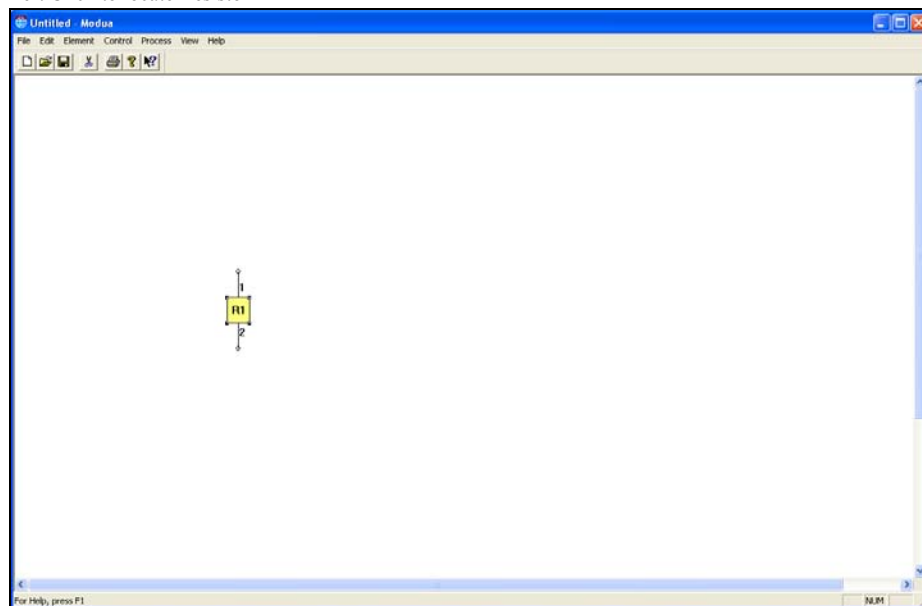 Untitled - Modua
File Edit Element Control Process View Help
1
R1
2
For Help, press F1
NUM